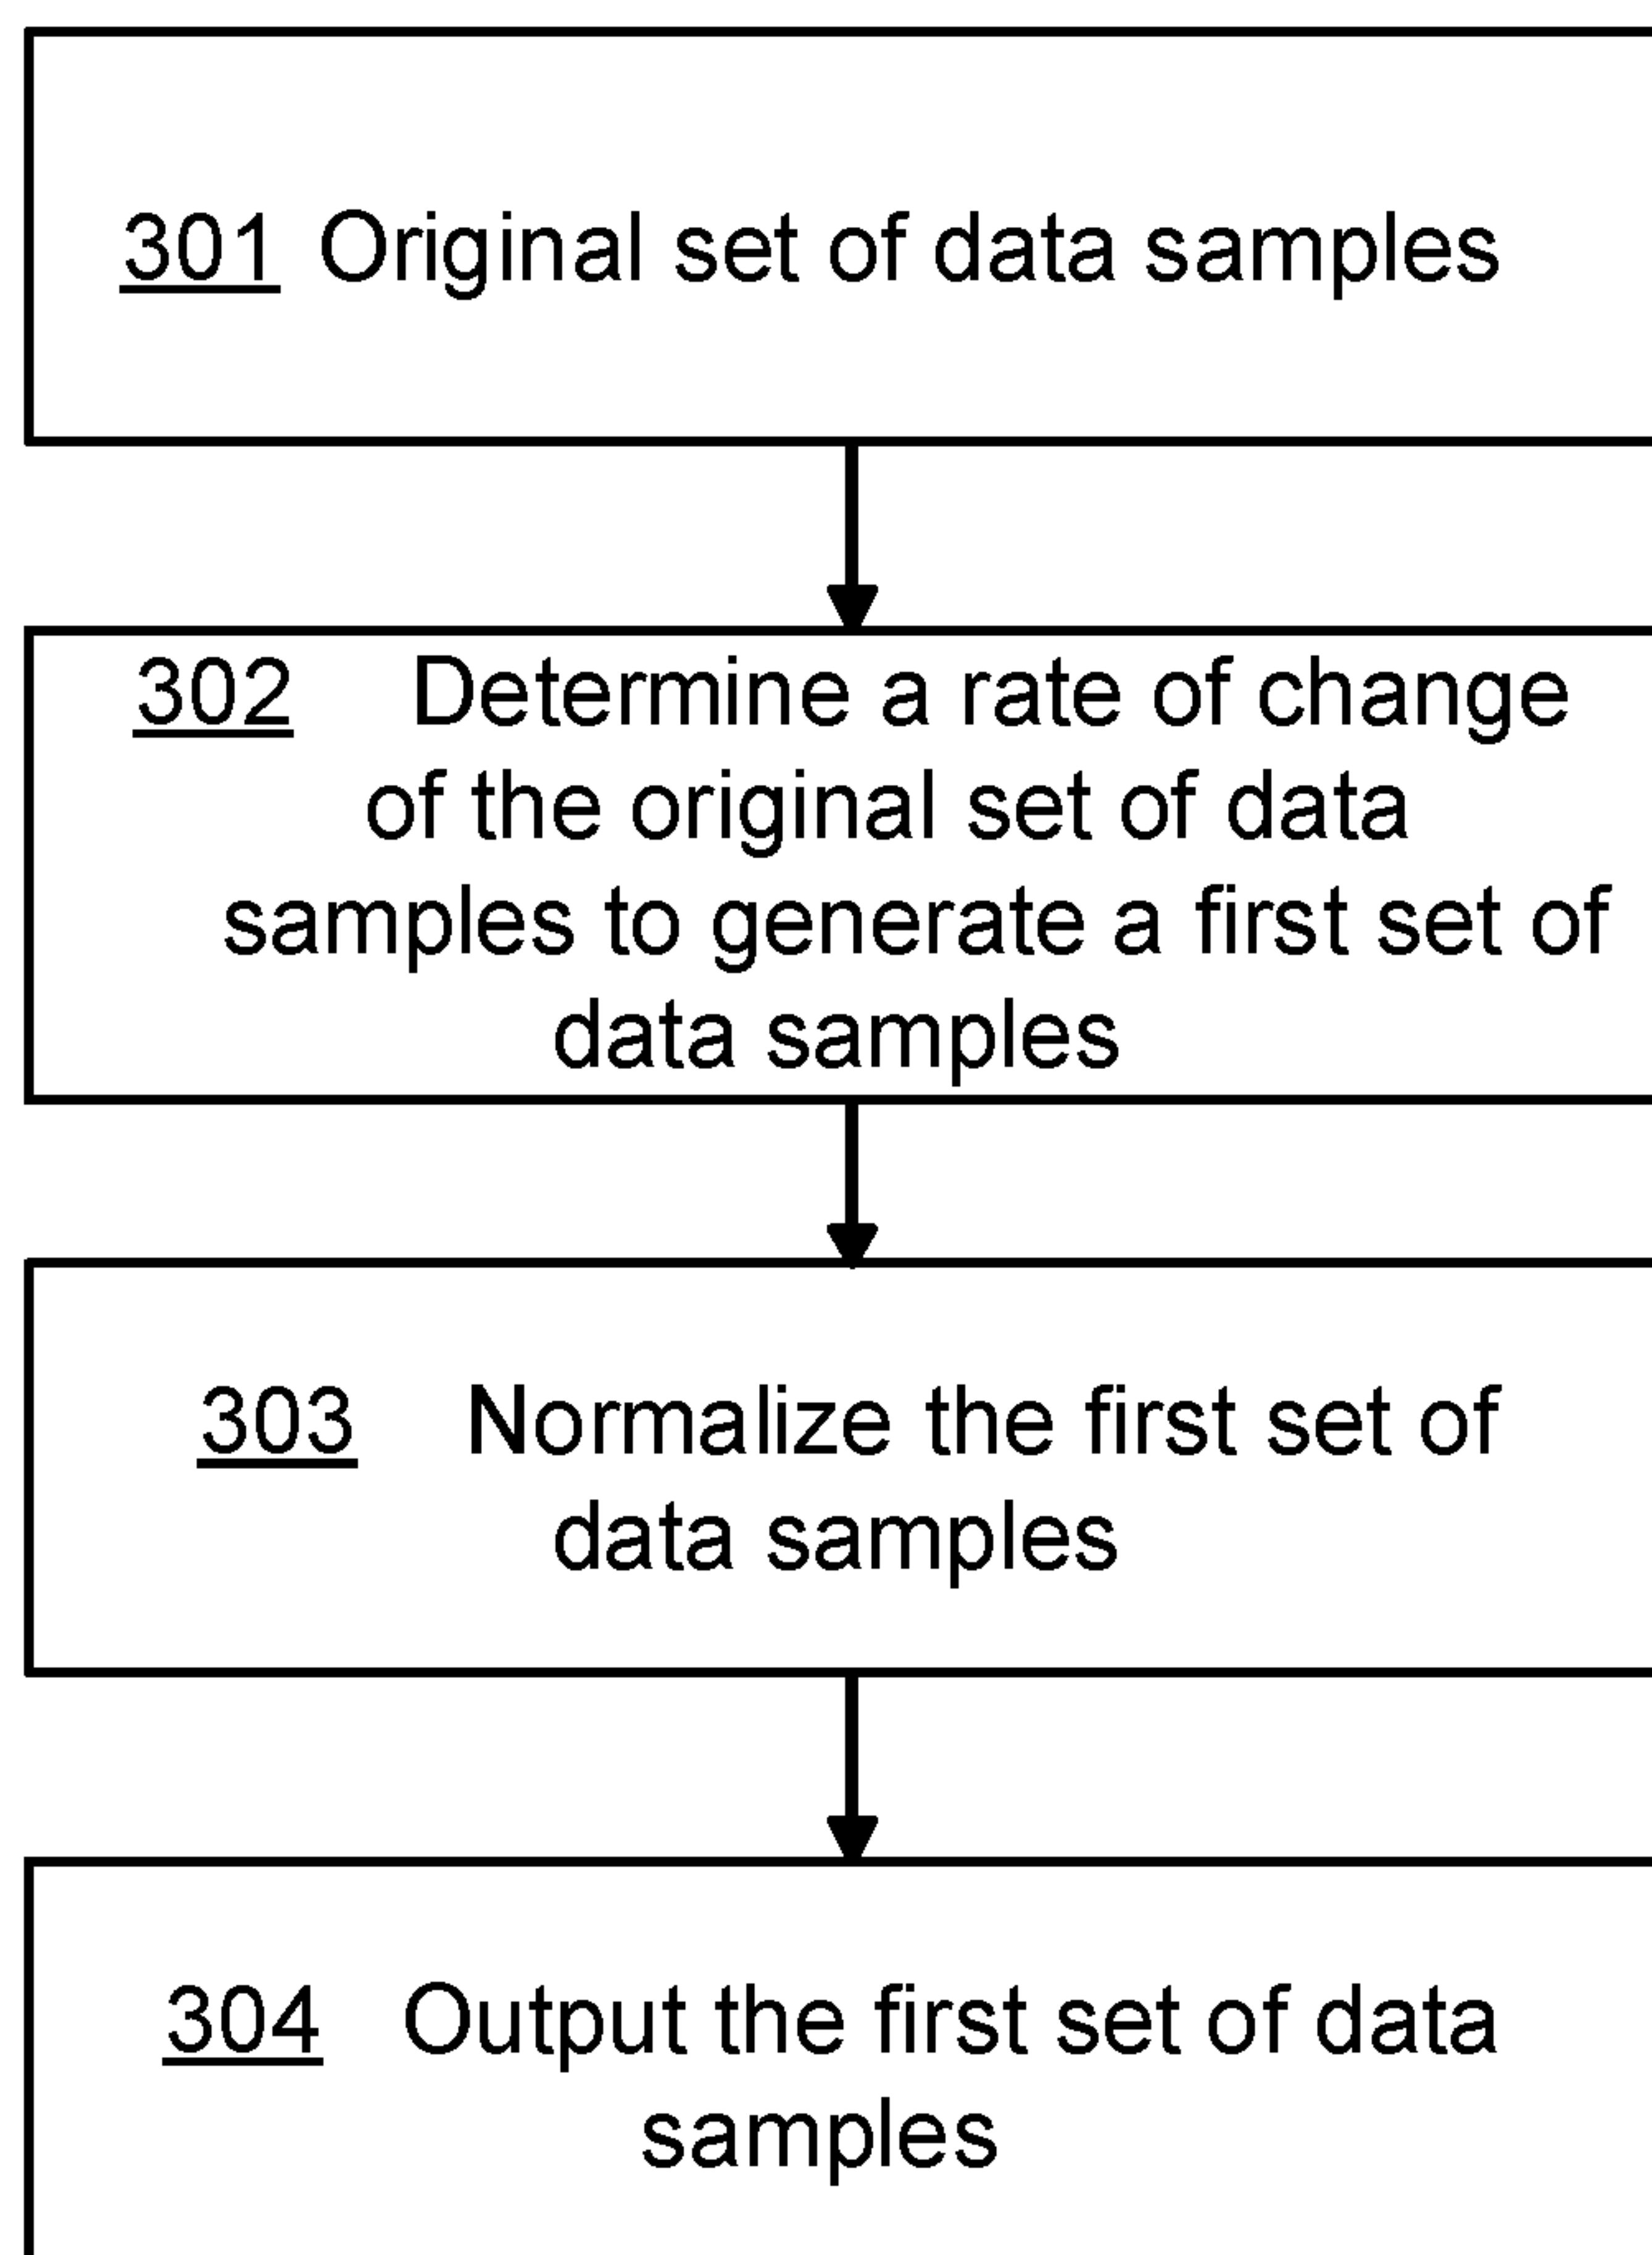 301 Original set of data samples
302 Determine a rate of change
of the original set of data
samples to generate a first set of
data samples
303 Normalize the first set of
data samples
304 Output the first set of data
samples